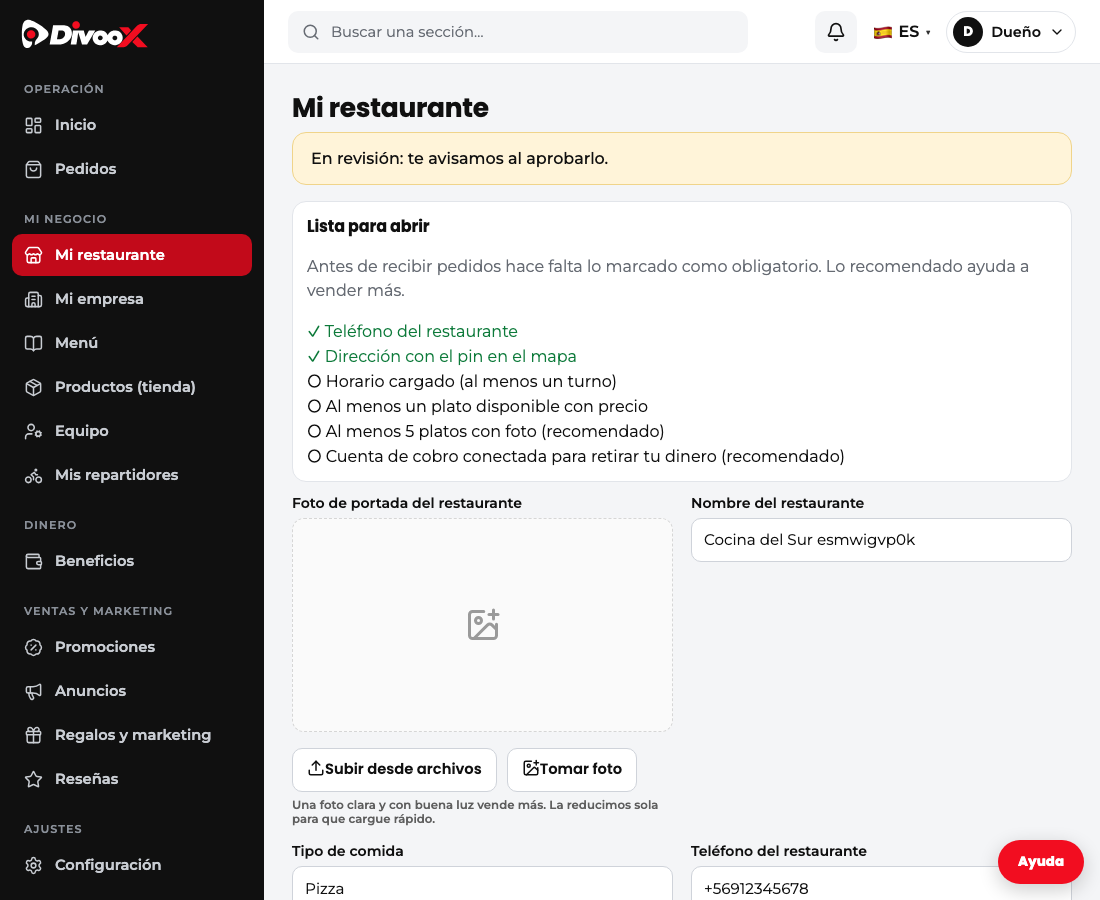 DivooX
Buscar una sección...
🇪🇸 ES ▾
D
Dueño
OPERACIÓN
Inicio
Pedidos
MI NEGOCIO
Mi restaurante
Mi empresa
Menú
Productos (tienda)
Equipo
Mis repartidores
DINERO
Beneficios
VENTAS Y MARKETING
Promociones
Anuncios
Regalos y marketing
Reseñas
AJUSTES
Configuración
Mi restaurante
En revisión: te avisamos al aprobarlo.
Lista para abrir
Antes de recibir pedidos hace falta lo marcado como obligatorio. Lo recomendado ayuda a
vender más.
✓ Teléfono del restaurante
✓ Dirección con el pin en el mapa
○ Horario cargado (al menos un turno)
○ Al menos un plato disponible con precio
○ Al menos 5 platos con foto (recomendado)
○ Cuenta de cobro conectada para retirar tu dinero (recomendado)
Foto de portada del restaurante
Nombre del restaurante
Cocina del Sur esmwigvp0k
Subir desde archivos
Tomar foto
Una foto clara y con buena luz vende más. La reducimos sola
para que cargue rápido.
Tipo de comida
Teléfono del restaurante
Pizza
+56912345678
Ayuda